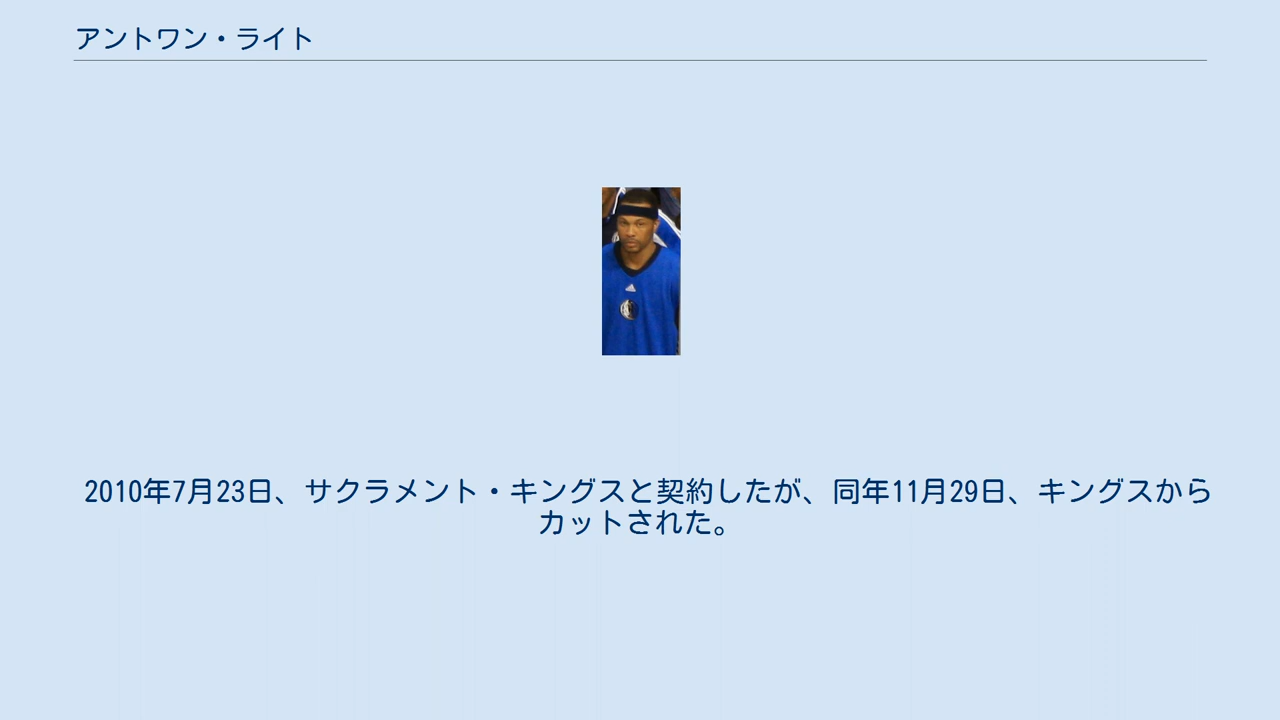 アントワン・ライト
2010年7月23日、サクラメント・キングスと契約したが、同年11月29日、キングスから
カットされた。